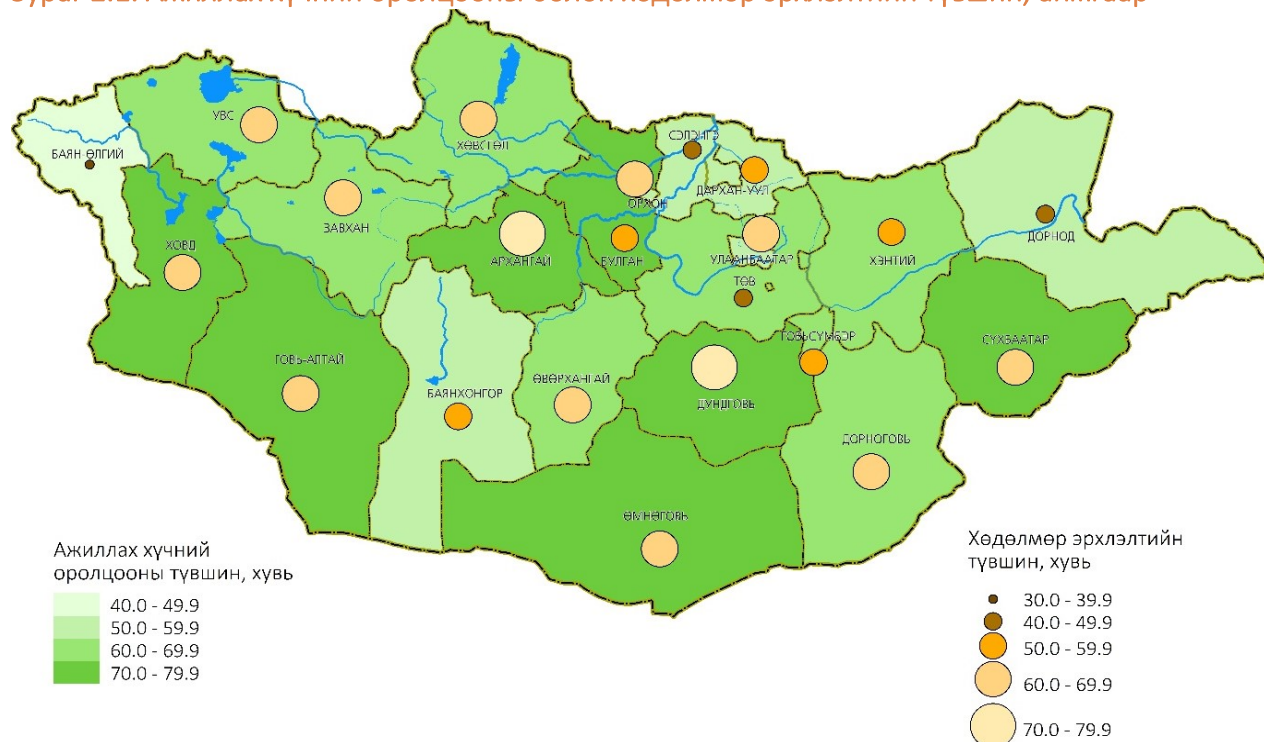 УВС
ХӨВСГӨЛ
СЭЛЭНГЭ
БАЯН-ӨЛГИЙ
ДАРХАН-УУЛ
ОРХОН
ЗАВХАН
ХОВД
АРХАНГАЙ
БУЛГАН
УЛААНБААТАР
ХЭНТИЙ
ДОРНОД
ТӨВ
ГОВЬСҮМБЭР
СҮХБААТАР
ГОВЬ-АЛТАЙ
БАЯНХОНГОР
ӨВӨРХАНГАЙ
ДУНДГОВЬ
ДОРНОГОВЬ
ӨМНӨГОВЬ
Ажиллах хүчний
оролцооны түвшин, хувь
40.0 - 49.9
50.0 - 59.9
60.0 - 69.9
70.0 - 79.9
Хөдөлмөр эрхлэлтийн
түвшин, хувь
30.0 - 39.9
40.0 - 49.9
50.0 - 59.9
60.0 - 69.9
70.0 - 79.9